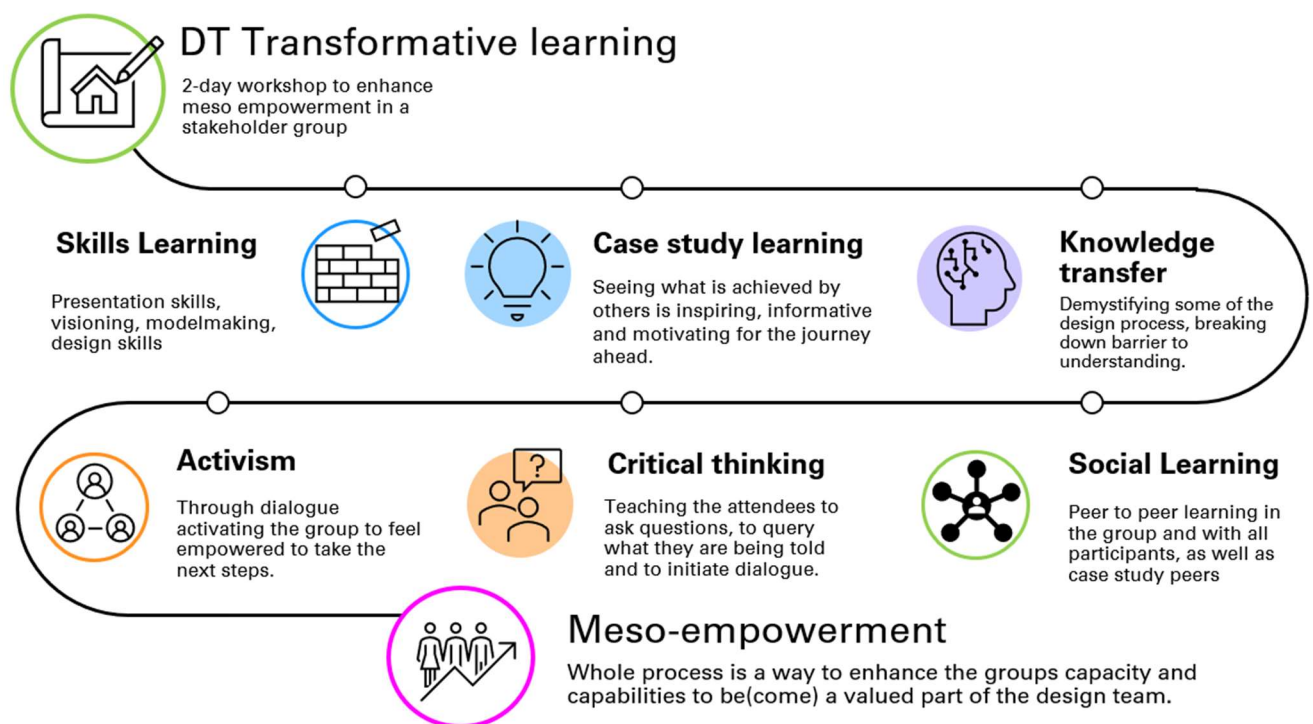 DT Transformative learning
2-day workshop to enhance
meso empowerment in a
stakeholder group
Skills Learning
Presentation skills,
visioning, modelmaking,
design skills
Case study learning
Seeing what is achieved by
others is inspiring, informative
and motivating for the journey
ahead.
Knowledge
transfer
Demystifying some of the
design process, breaking
down barrier to
understanding.
Activism
Through dialogue
activating the group to feel
empowered to take the
next steps.
?
Critical thinking
Teaching the attendees to
ask questions, to query
what they are being told
and to initiate dialogue.
Social Learning
Peer to peer learning in
the group and with all
participants, as well as
case study peers
Meso-empowerment
Whole process is a way to enhance the groups capacity and
capabilities to be(come) a valued part of the design team.